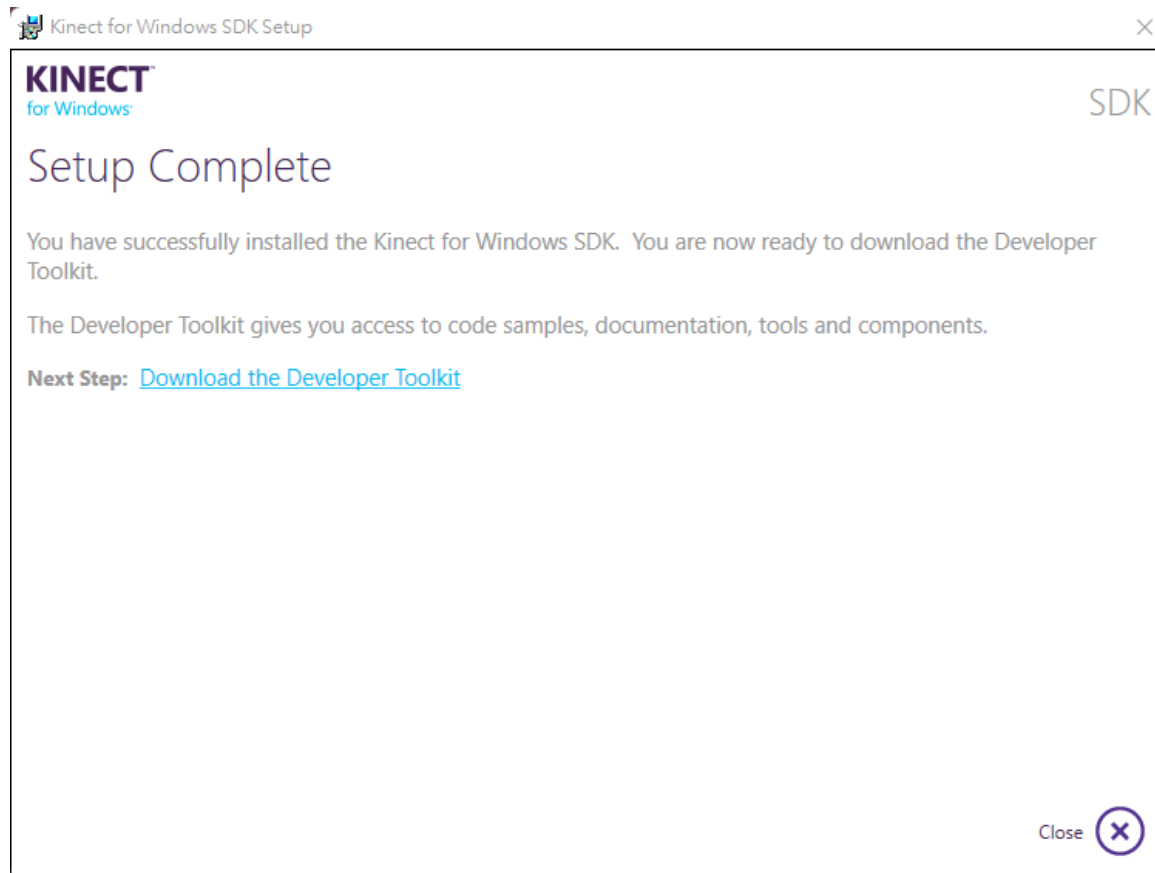 Kinect for Windows SDK Setup
KINECT™
for Windows®
SDK
Setup Complete
You have successfully installed the Kinect for Windows SDK.  You are now ready to download the Developer
Toolkit.
The Developer Toolkit gives you access to code samples, documentation, tools and components.
Next Step: Download the Developer Toolkit
Close